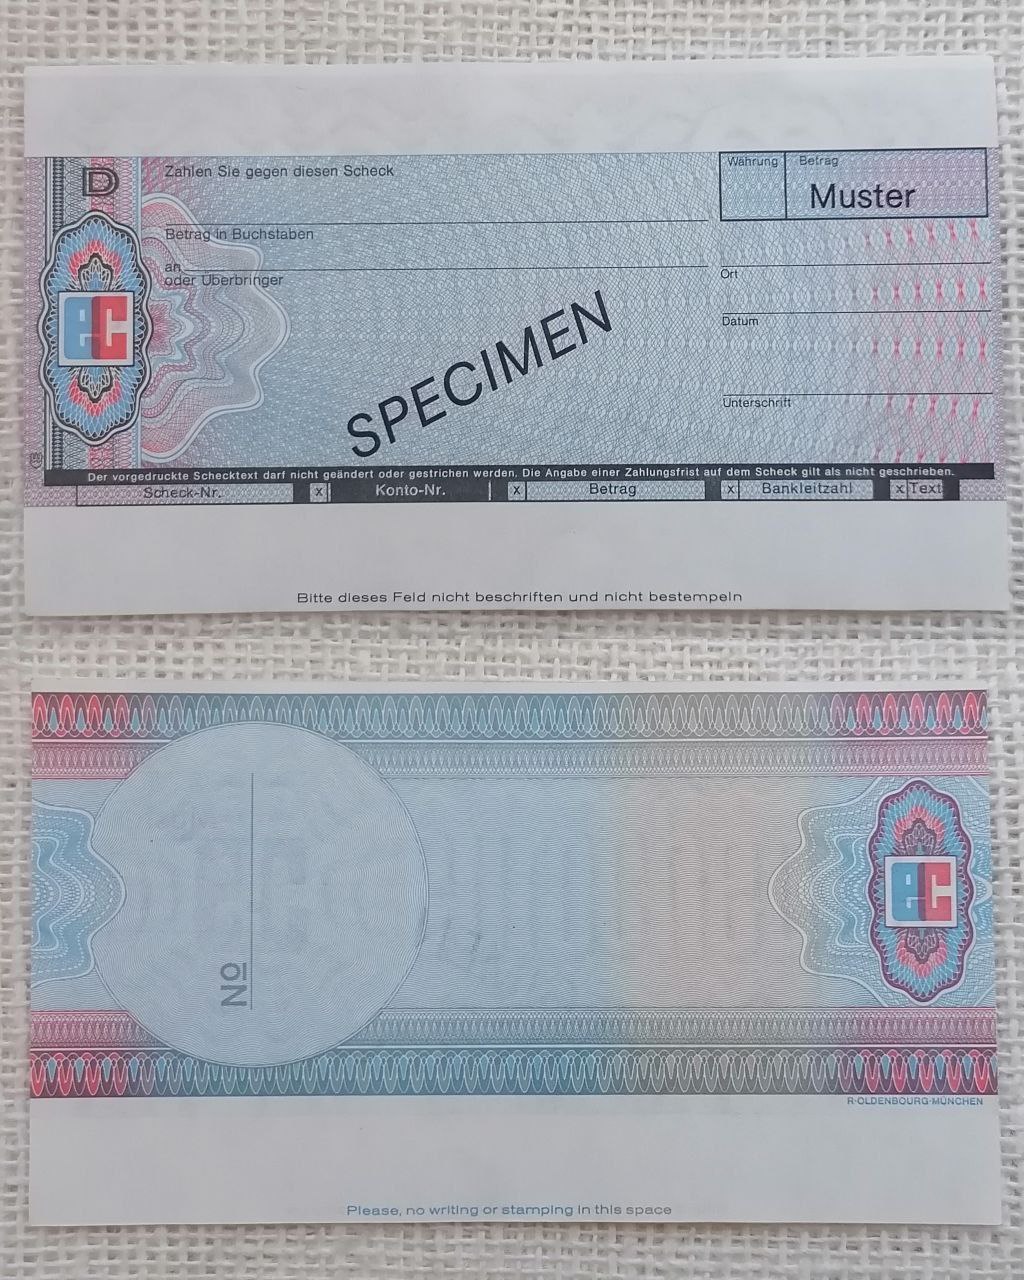 D
Zahlen Sie gegen diesen Scheck
Währung
Betrag
Muster
Betrag in Buchstaben
an
oder Überbringer
Ort
Datum
Unterschrift
ec
SPECIMEN
Der vorgedruckte Schecktext darf nicht geändert oder gestrichen werden. Die Angabe einer Zahlungsfrist auf dem Scheck gilt als nicht geschrieben.
Scheck-Nr. x Konto-Nr. x Betrag x Bankleitzahl x Text
Bitte dieses Feld nicht beschriften und nicht bestempeln
No
ec
R·OLDENBOURG·MÜNCHEN
Please, no writing or stamping in this space